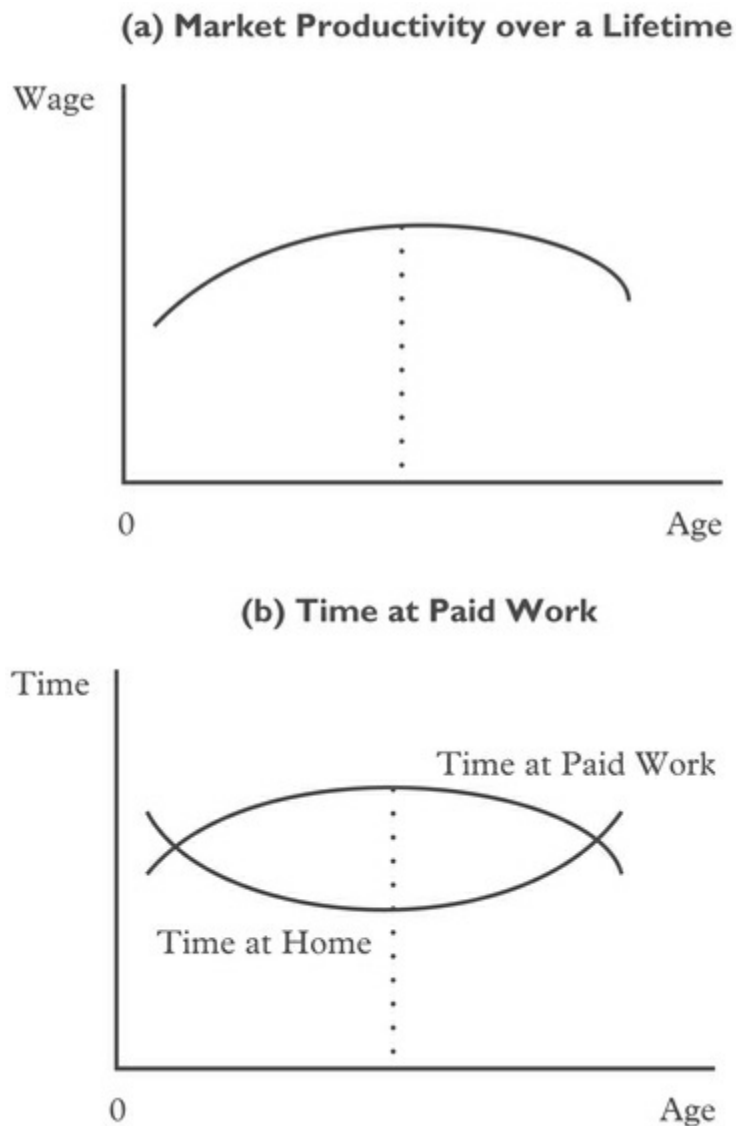 (a) Market Productivity over a Lifetime
Wage
0
Age
(b) Time at Paid Work
Time
Time at Paid Work
Time at Home
0
Age